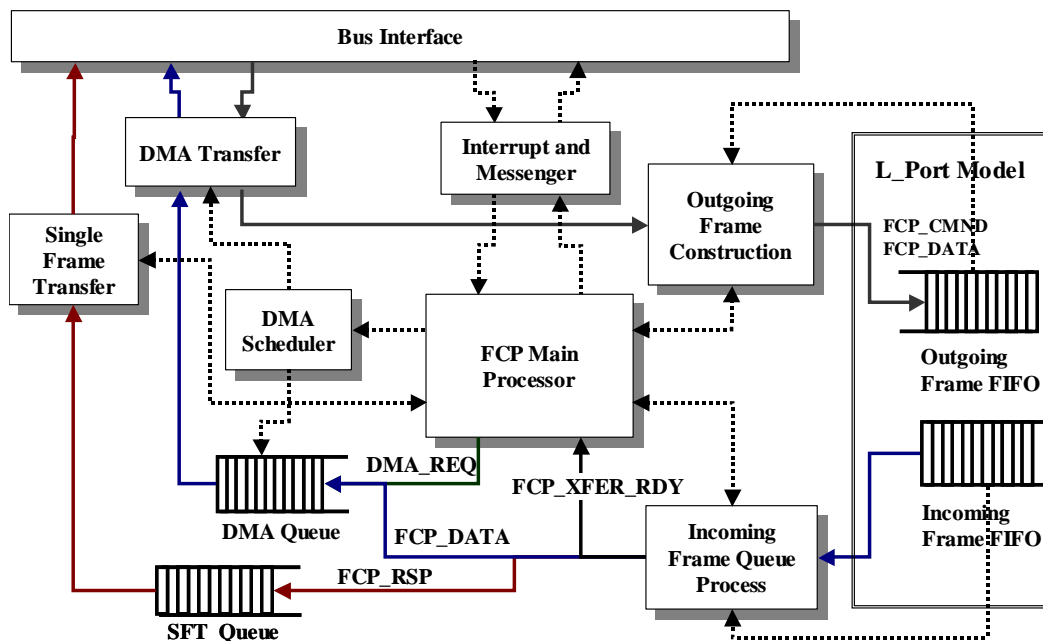 Bus Interface
DMA Transfer
Interrupt and
Messenger
Outgoing
Frame
Construction
L_Port Model
FCP_CMND
FCP_DATA
Single
Frame
Transfer
DMA
Scheduler
FCP Main
Processor
Outgoing
Frame FIFO
DMA_REQ
FCP_XFER_RDY
DMA Queue
FCP_DATA
Incoming
Frame Queue
Process
Incoming
Frame FIFO
FCP_RSP
SFT_Queue